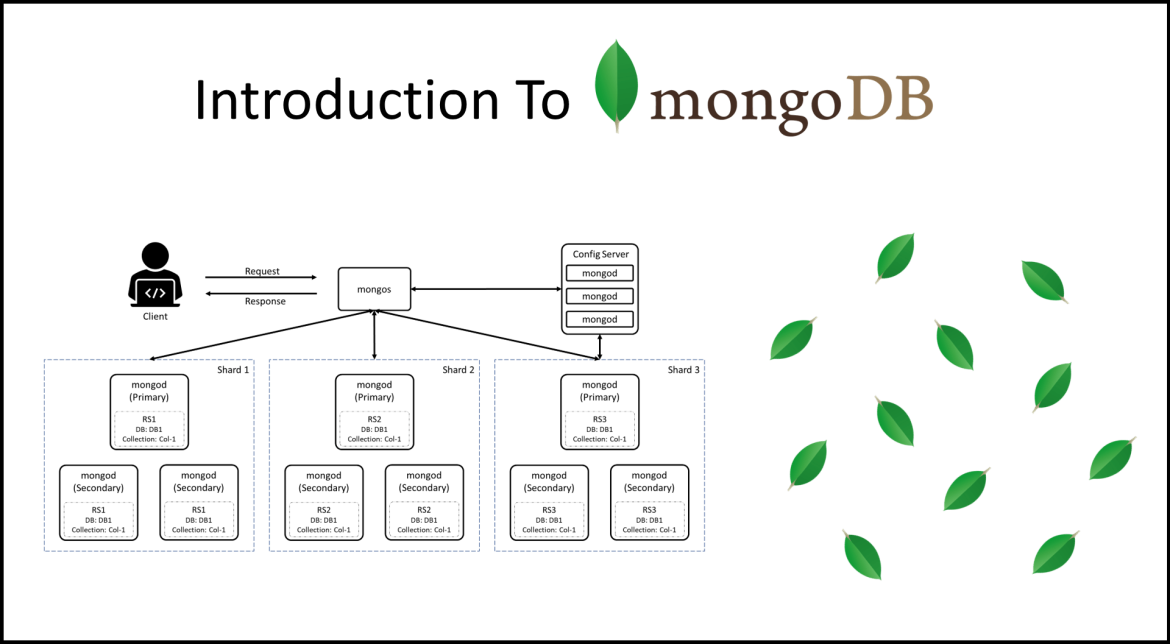 Introduction To mongoDB
Request
Response
Client
</>
mongos
Config Server
mongod
mongod
mongod
Shard 1
mongod
(Primary)
RS1
DB: DB1
Collection: Col-1
mongod
(Secondary)
RS1
DB: DB1
Collection: Col-1
mongod
(Secondary)
RS1
DB: DB1
Collection: Col-1
Shard 2
mongod
(Primary)
RS2
DB: DB1
Collection: Col-1
mongod
(Secondary)
RS2
DB: DB1
Collection: Col-1
mongod
(Secondary)
RS2
DB: DB1
Collection: Col-1
Shard 3
mongod
(Primary)
RS3
DB: DB1
Collection: Col-1
mongod
(Secondary)
RS3
DB: DB1
Collection: Col-1
mongod
(Secondary)
RS3
DB: DB1
Collection: Col-1